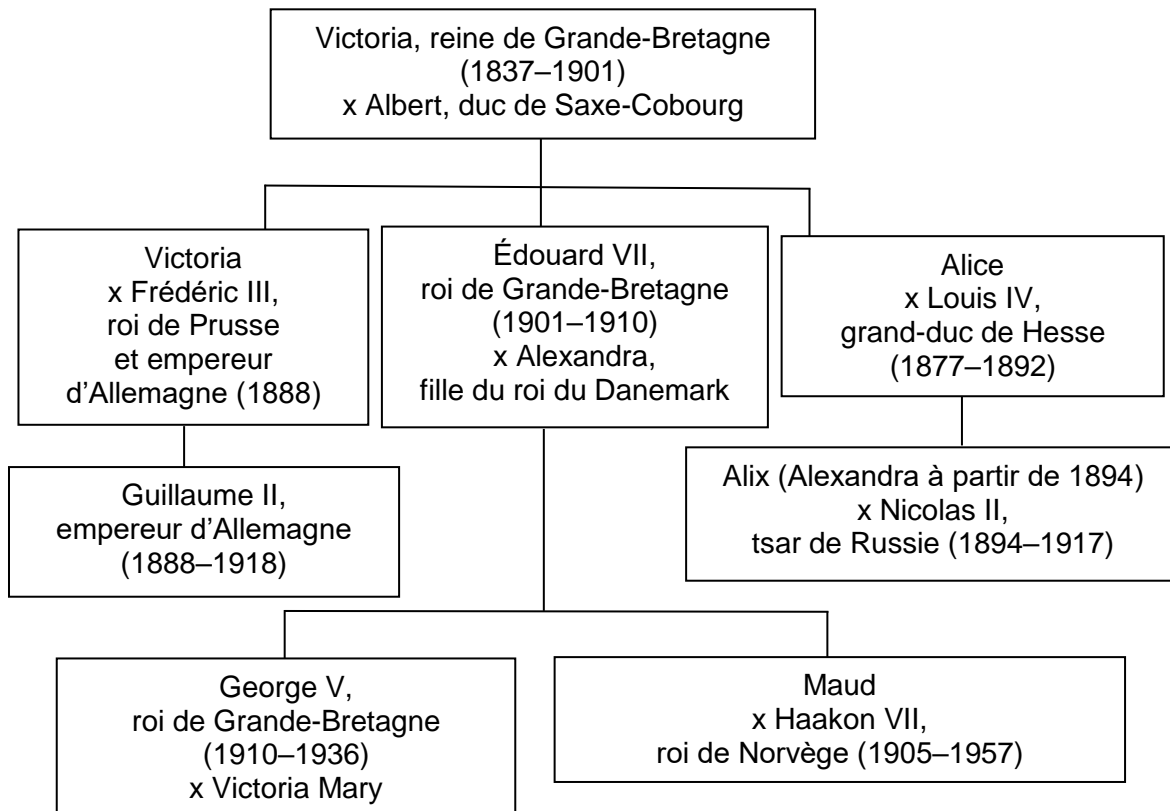 Victoria, reine de Grande-Bretagne
(1837–1901)
x Albert, duc de Saxe-Cobourg
Victoria
x Frédéric III,
roi de Prusse
et empereur
d’Allemagne (1888)
Édouard VII,
roi de Grande-Bretagne
(1901–1910)
x Alexandra,
fille du roi du Danemark
Alice
x Louis IV,
grand-duc de Hesse
(1877–1892)
Guillaume II,
empereur d’Allemagne
(1888–1918)
Alix (Alexandra à partir de 1894)
x Nicolas II,
tsar de Russie (1894–1917)
George V,
roi de Grande-Bretagne
(1910–1936)
x Victoria Mary
Maud
x Haakon VII,
roi de Norvège (1905–1957)